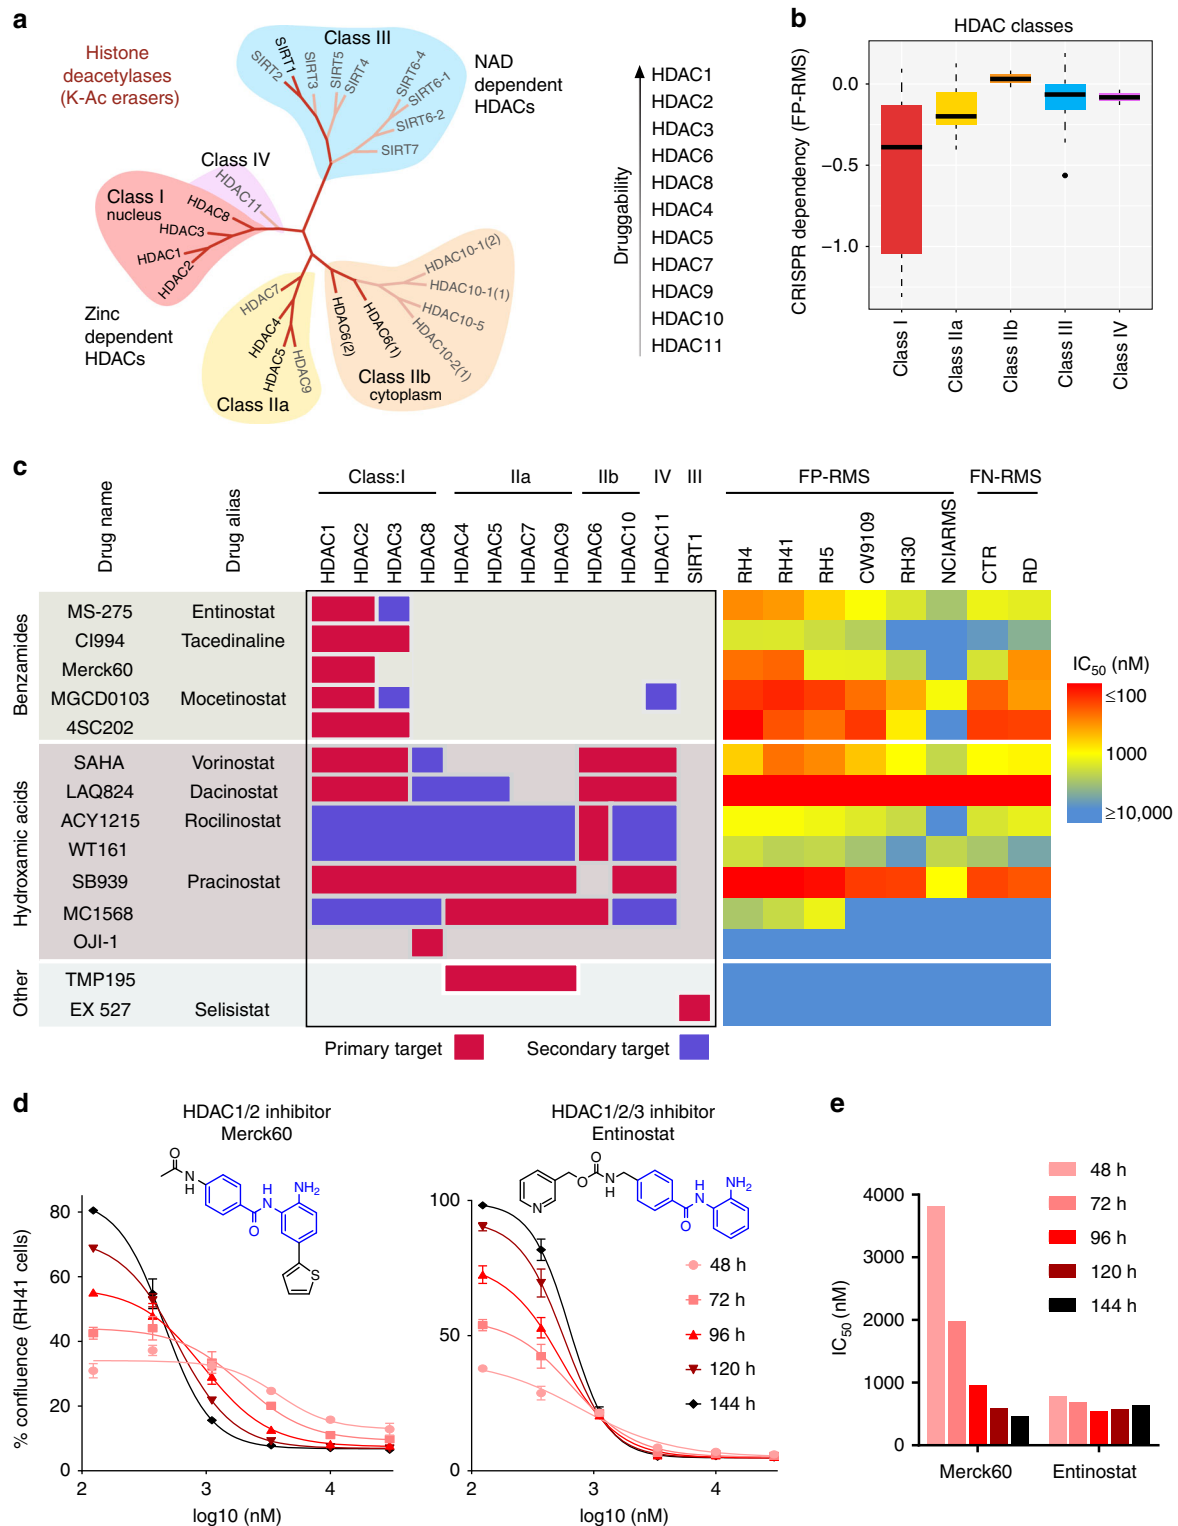 a
Histone
deacetylases
(K-Ac erasers)
Class III
SIRT1
SIRT2
SIRT3
SIRT5
SIRT4
SIRT6-4
SIRT6-1
SIRT6-2
SIRT7
NAD
dependent
HDACs
Class IV
HDAC11
Class I
nucleus
HDAC8
HDAC3
HDAC1
HDAC2
Zinc
dependent
HDACs
HDAC7
HDAC4
HDAC5
HDAC9
Class IIa
HDAC6(2)
HDAC6(1)
HDAC10-1(2)
HDAC10-1(1)
HDAC10-5
HDAC10-2(1)
Class IIb
cytoplasm
Druggability
HDAC1
HDAC2
HDAC3
HDAC6
HDAC8
HDAC4
HDAC5
HDAC7
HDAC9
HDAC10
HDAC11
b
HDAC classes
CRISPR dependency (FP-RMS)
0.0
−0.5
−1.0
Class I
Class IIa
Class IIb
Class III
Class IV
c
Drug name
Drug alias
Class:I
IIa
IIb
IV
III
FP-RMS
FN-RMS
HDAC1
HDAC2
HDAC3
HDAC8
HDAC4
HDAC5
HDAC7
HDAC9
HDAC6
HDAC10
HDAC11
SIRT1
RH4
RH41
RH5
CW9109
RH30
NCIARMS
CTR
RD
Benzamides
MS-275 Entinostat
CI994 Tacedinaline
Merck60
MGCD0103 Mocetinostat
4SC202
Hydroxamic acids
SAHA Vorinostat
LAQ824 Dacinostat
ACY1215 Rocilinostat
WT161
SB939 Pracinostat
MC1568
OJI-1
Other
TMP195
EX 527 Selisistat
Primary target
Secondary target
IC50 (nM)
≤100
1000
≥10,000
d
HDAC1/2 inhibitor
Merck60
O
N
H
H
N
O
NH2
S
% confluence (RH41 cells)
80
60
40
20
0
2 3 4
log10 (nM)
HDAC1/2/3 inhibitor
Entinostat
N
O
O
N
H
O
H
N
NH2
100
50
0
2 3 4
log10 (nM)
48 h
72 h
96 h
120 h
144 h
e
IC50 (nM)
4000
3000
2000
1000
0
Merck60
Entinostat
48 h
72 h
96 h
120 h
144 h